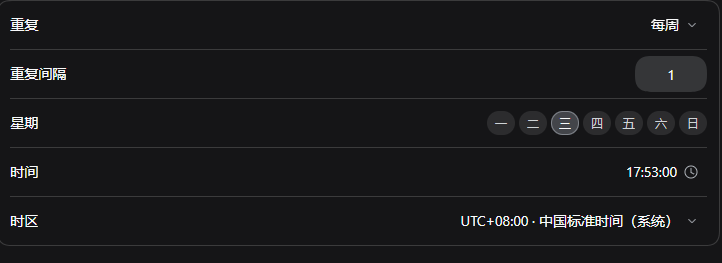 重复 每周
重复间隔 1
星期 一 二 三 四 五 六 日
时间 17:53:00
时区 UTC+08:00 · 中国标准时间（系统）